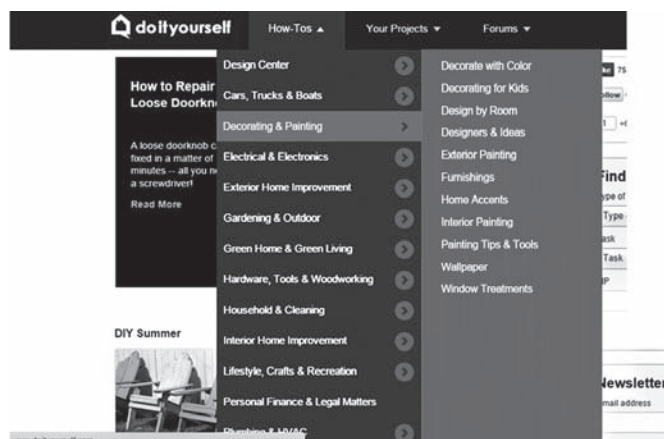 doityourself
How-Tos ▲
Your Projects ▼
Forums ▼
How to Repair
Loose
A loose doorknob
fixed in a matter of
minutes -- all you
a screwdriver!
Read More
DIY Summer
Design Center
Cars, Trucks & Boats
Decorating & Painting
Electrical & Electronics
Exterior Home Improvement
Gardening & Outdoor
Green Home & Green Living
Hardware, Tools & Woodworking
Household & Cleaning
Interior Home Improvement
Lifestyle, Crafts & Recreation
Personal Finance & Legal Matters
Plumbing & HVAC
Decorate with Color
Decorating for Kids
Design by Room
Designers & Ideas
Exterior Painting
Furnishings
Home Accents
Interior Painting
Painting Tips & Tools
Wallpaper
Window Treatments
75
Find
Type
Task
Newsletter
address